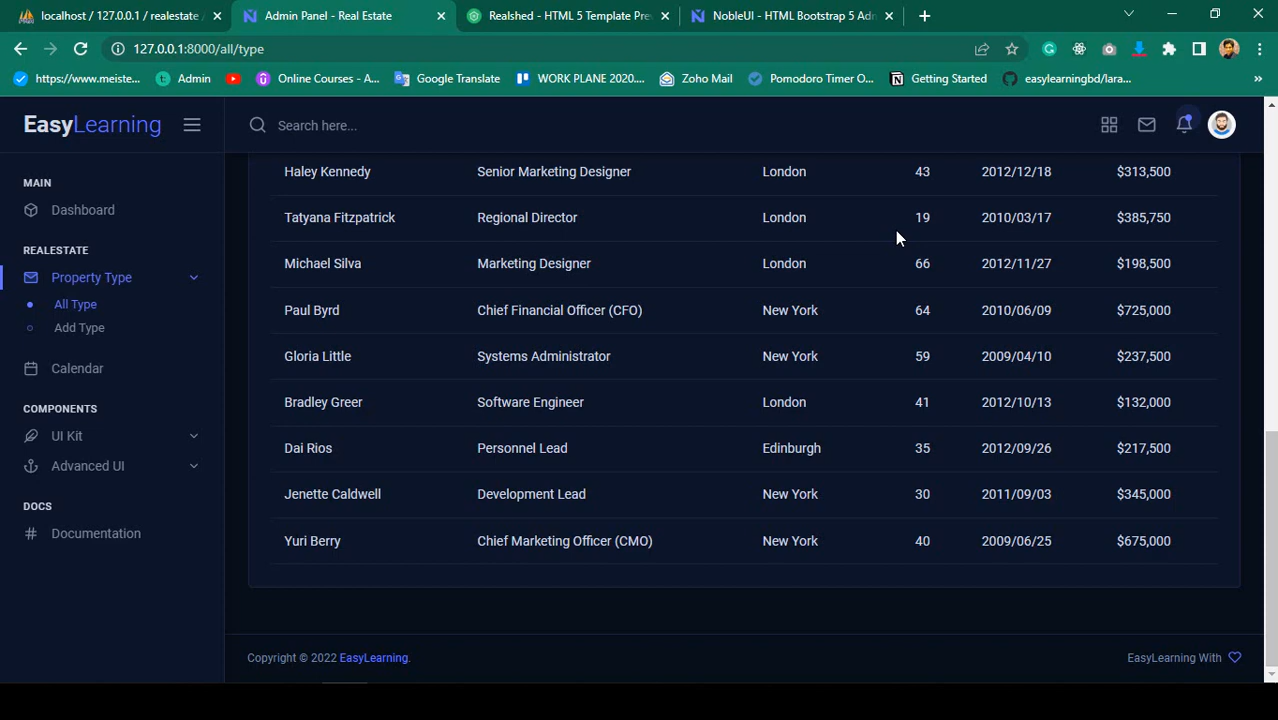 localhost / 127.0.0.1 / realestate
Admin Panel - Real Estate
Realshed - HTML 5 Template Pre
NobleUI - HTML Bootstrap 5 Adm
127.0.0.1:8000/all/type
https://www.meiste...
Admin
Online Courses - A...
Google Translate
WORK PLANE 2020....
Zoho Mail
Pomodoro Timer O...
Getting Started
easylearningbd/lara...
EasyLearning
Search here...
MAIN
Dashboard
REALESTATE
Property Type
All Type
Add Type
Calendar
COMPONENTS
UI Kit
Advanced UI
DOCS
Documentation
Haley Kennedy Senior Marketing Designer London 43 2012/12/18 $313,500
Tatyana Fitzpatrick Regional Director London 19 2010/03/17 $385,750
Michael Silva Marketing Designer London 66 2012/11/27 $198,500
Paul Byrd Chief Financial Officer (CFO) New York 64 2010/06/09 $725,000
Gloria Little Systems Administrator New York 59 2009/04/10 $237,500
Bradley Greer Software Engineer London 41 2012/10/13 $132,000
Dai Rios Personnel Lead Edinburgh 35 2012/09/26 $217,500
Jenette Caldwell Development Lead New York 30 2011/09/03 $345,000
Yuri Berry Chief Marketing Officer (CMO) New York 40 2009/06/25 $675,000
Copyright © 2022 EasyLearning.
EasyLearning With